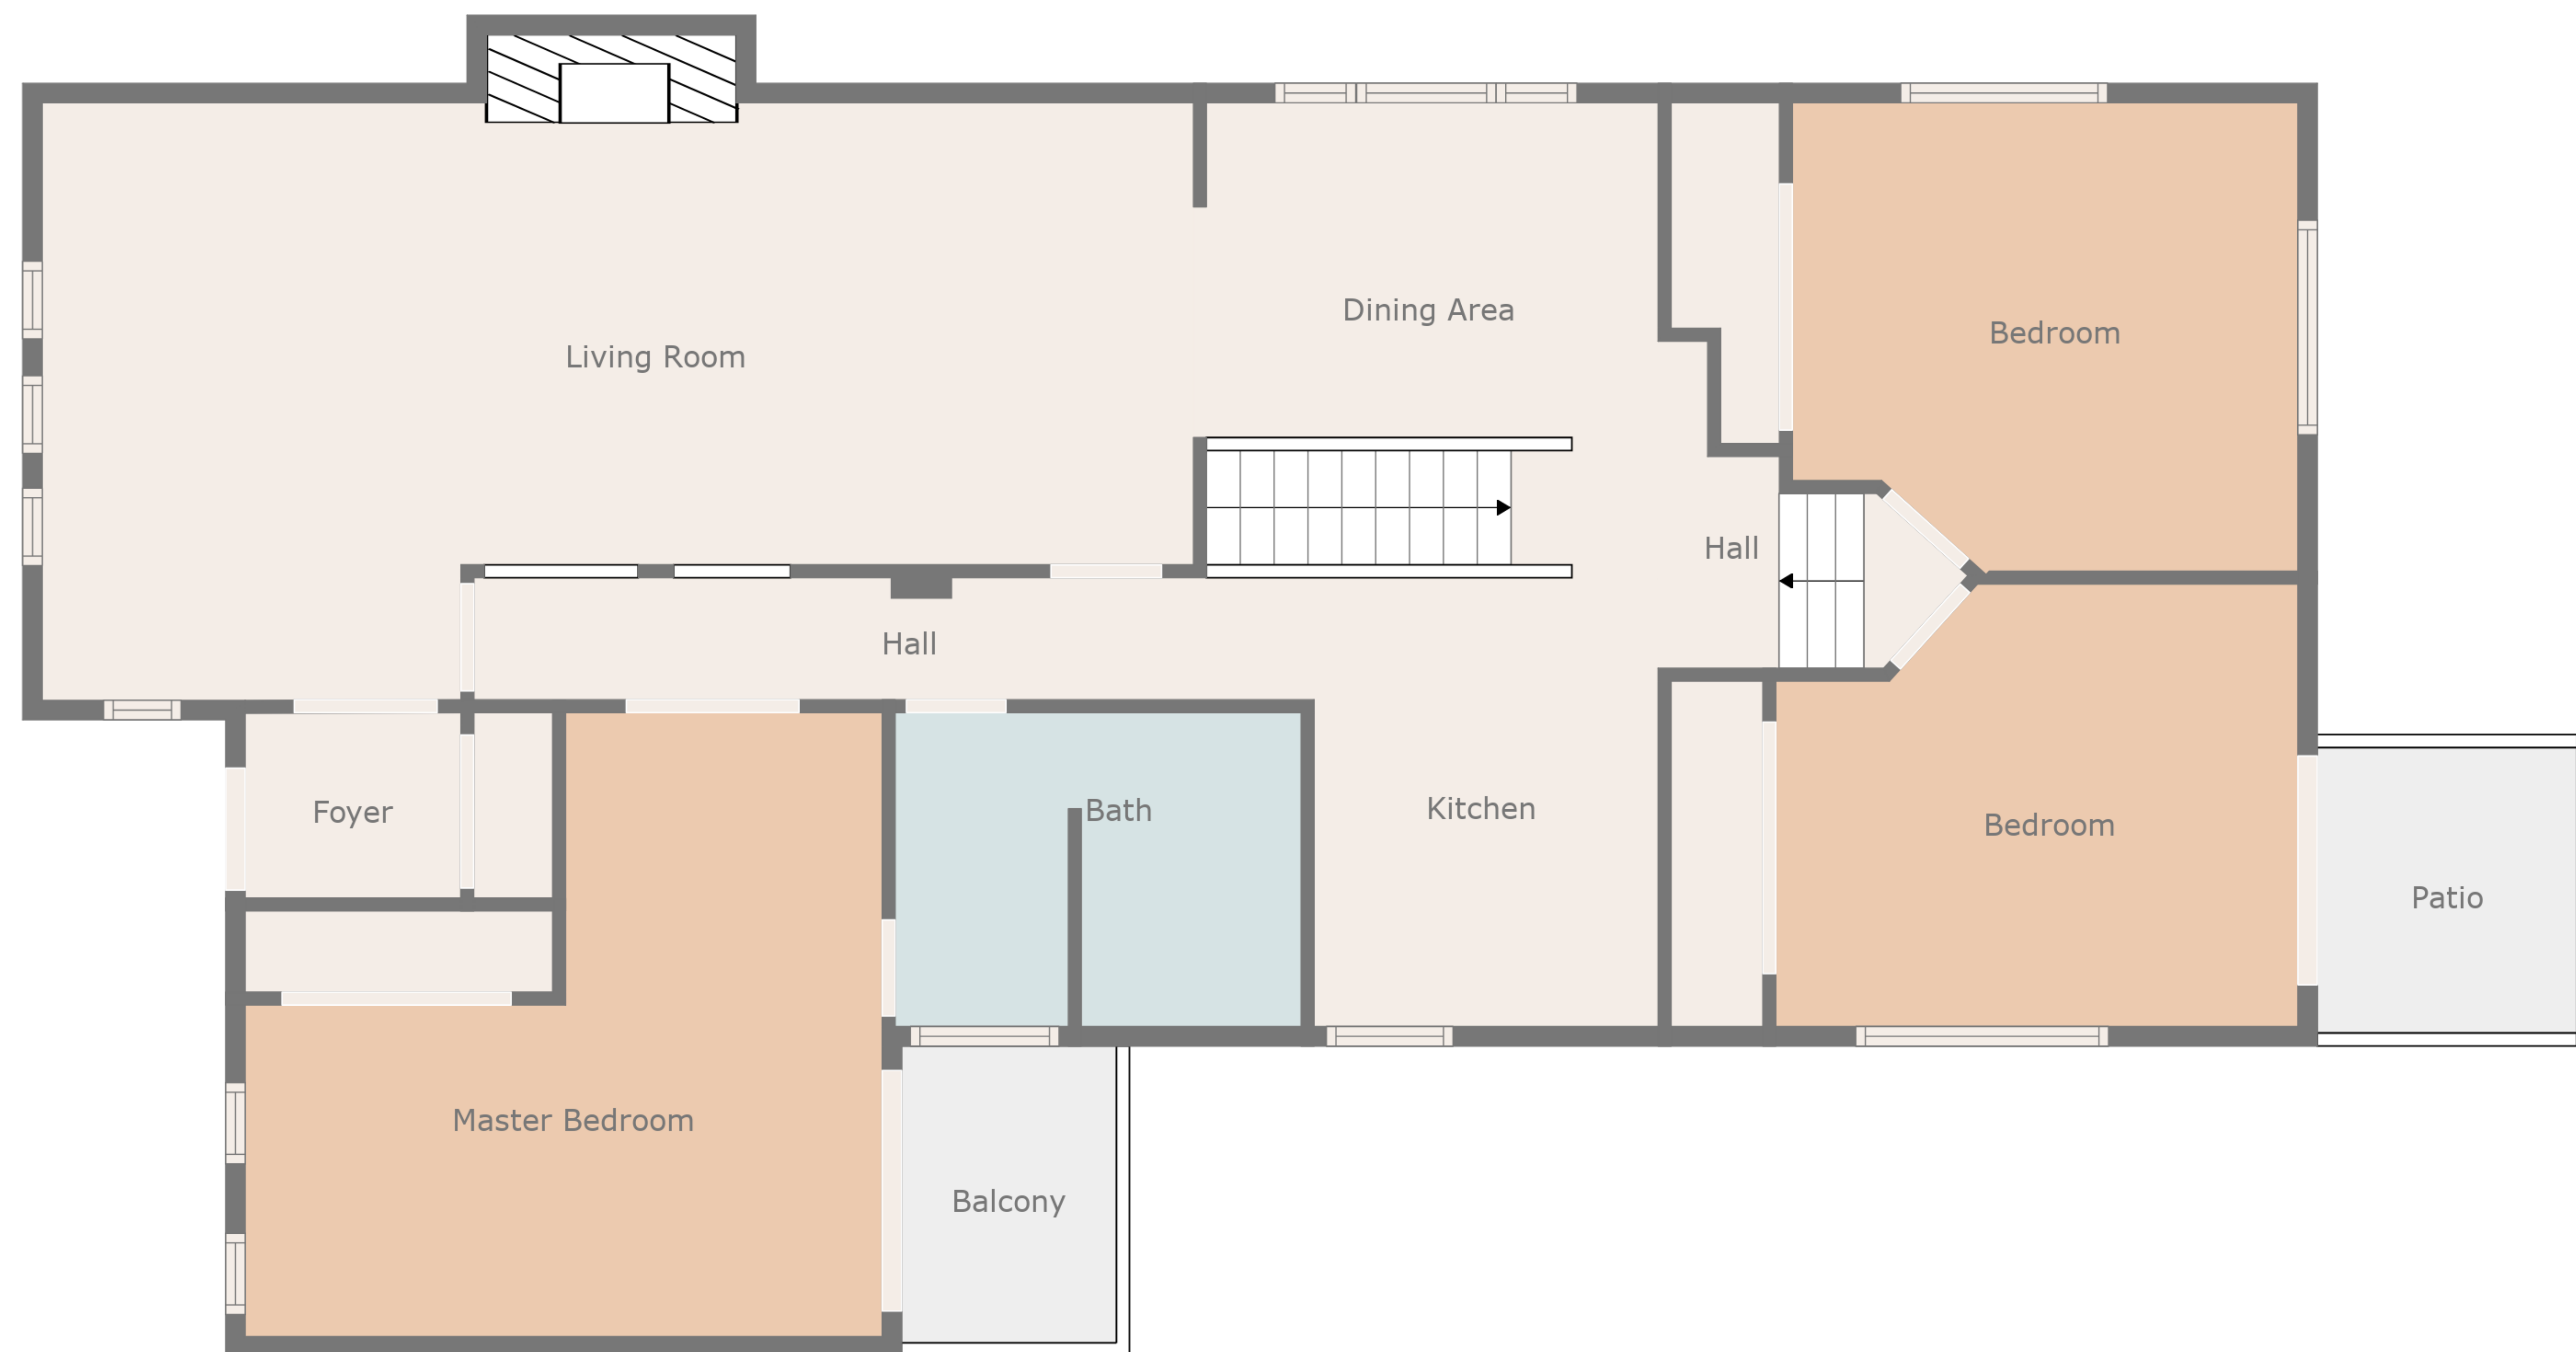 Dining Area
Bedroom
Living Room
Hall
Hall
Foyer
Bath
Kitchen
Bedroom
Patio
Master Bedroom
Balcony